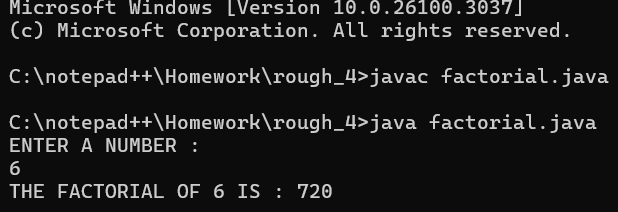 Microsoft Windows [Version 10.0.26100.3037]
(c) Microsoft Corporation. All rights reserved.
C:\notepad++\Homework\rough_4>javac factorial.java
C:\notepad++\Homework\rough_4>java factorial.java
ENTER A NUMBER :
6
THE FACTORIAL OF 6 IS : 720